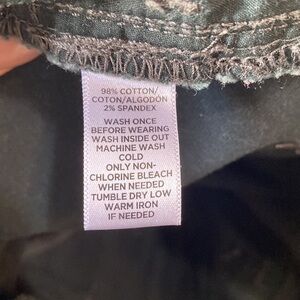 98% COTTON/
COTON/ALGODÓN
2% SPANDEX
WASH ONCE
BEFORE WEARING
WASH INSIDE OUT
MACHINE WASH
COLD
ONLY NON-
CHLORINE BLEACH
WHEN NEEDED
TUMBLE DRY LOW
WARM IRON
IF NEEDED